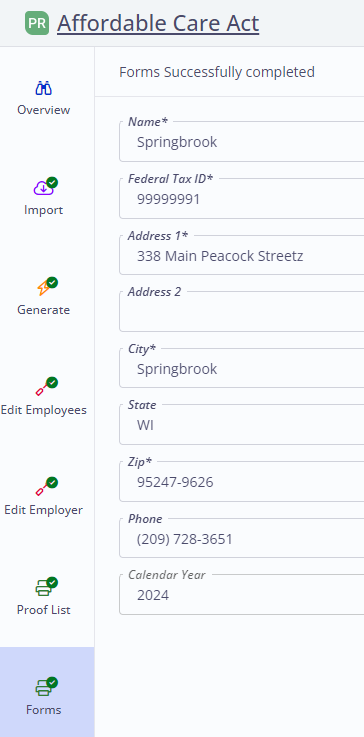 PR Affordable Care Act
Overview
Import
Generate
Edit Employees
Edit Employer
Proof List
Forms
Forms Successfully completed
Name*
Springbrook
Federal Tax ID*
99999991
Address 1*
338 Main Peacock Streetz
Address 2
City*
Springbrook
State
WI
Zip*
95247-9626
Phone
(209) 728-3651
Calendar Year
2024